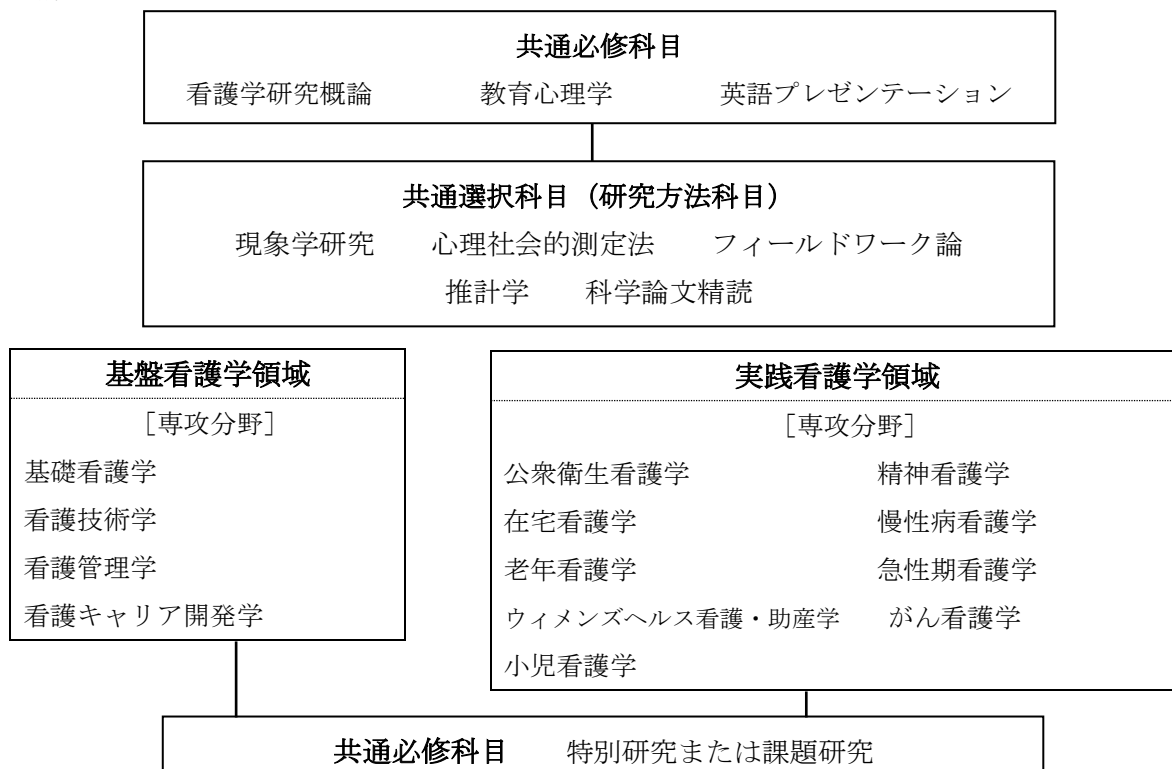 共通必修科目
看護学研究概論 教育心理学 英語プレゼンテーション
共通選択科目（研究方法科目）
現象学研究 心理社会的測定法 フィールドワーク論
推計学 科学論文精読
基盤看護学領域
［専攻分野］
基礎看護学
看護技術学
看護管理学
看護キャリア開発学
実践看護学領域
［専攻分野］
公衆衛生看護学 精神看護学
在宅看護学 慢性病看護学
老年看護学 急性期看護学
ウィメンズヘルス看護・助産学 がん看護学
小児看護学
共通必修科目 特別研究または課題研究